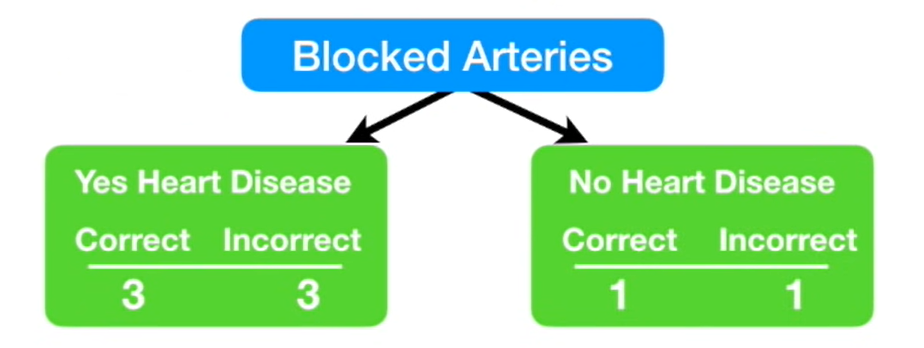 Blocked Arteries
Yes Heart Disease
Correct Incorrect
3 3
No Heart Disease
Correct Incorrect
1 1